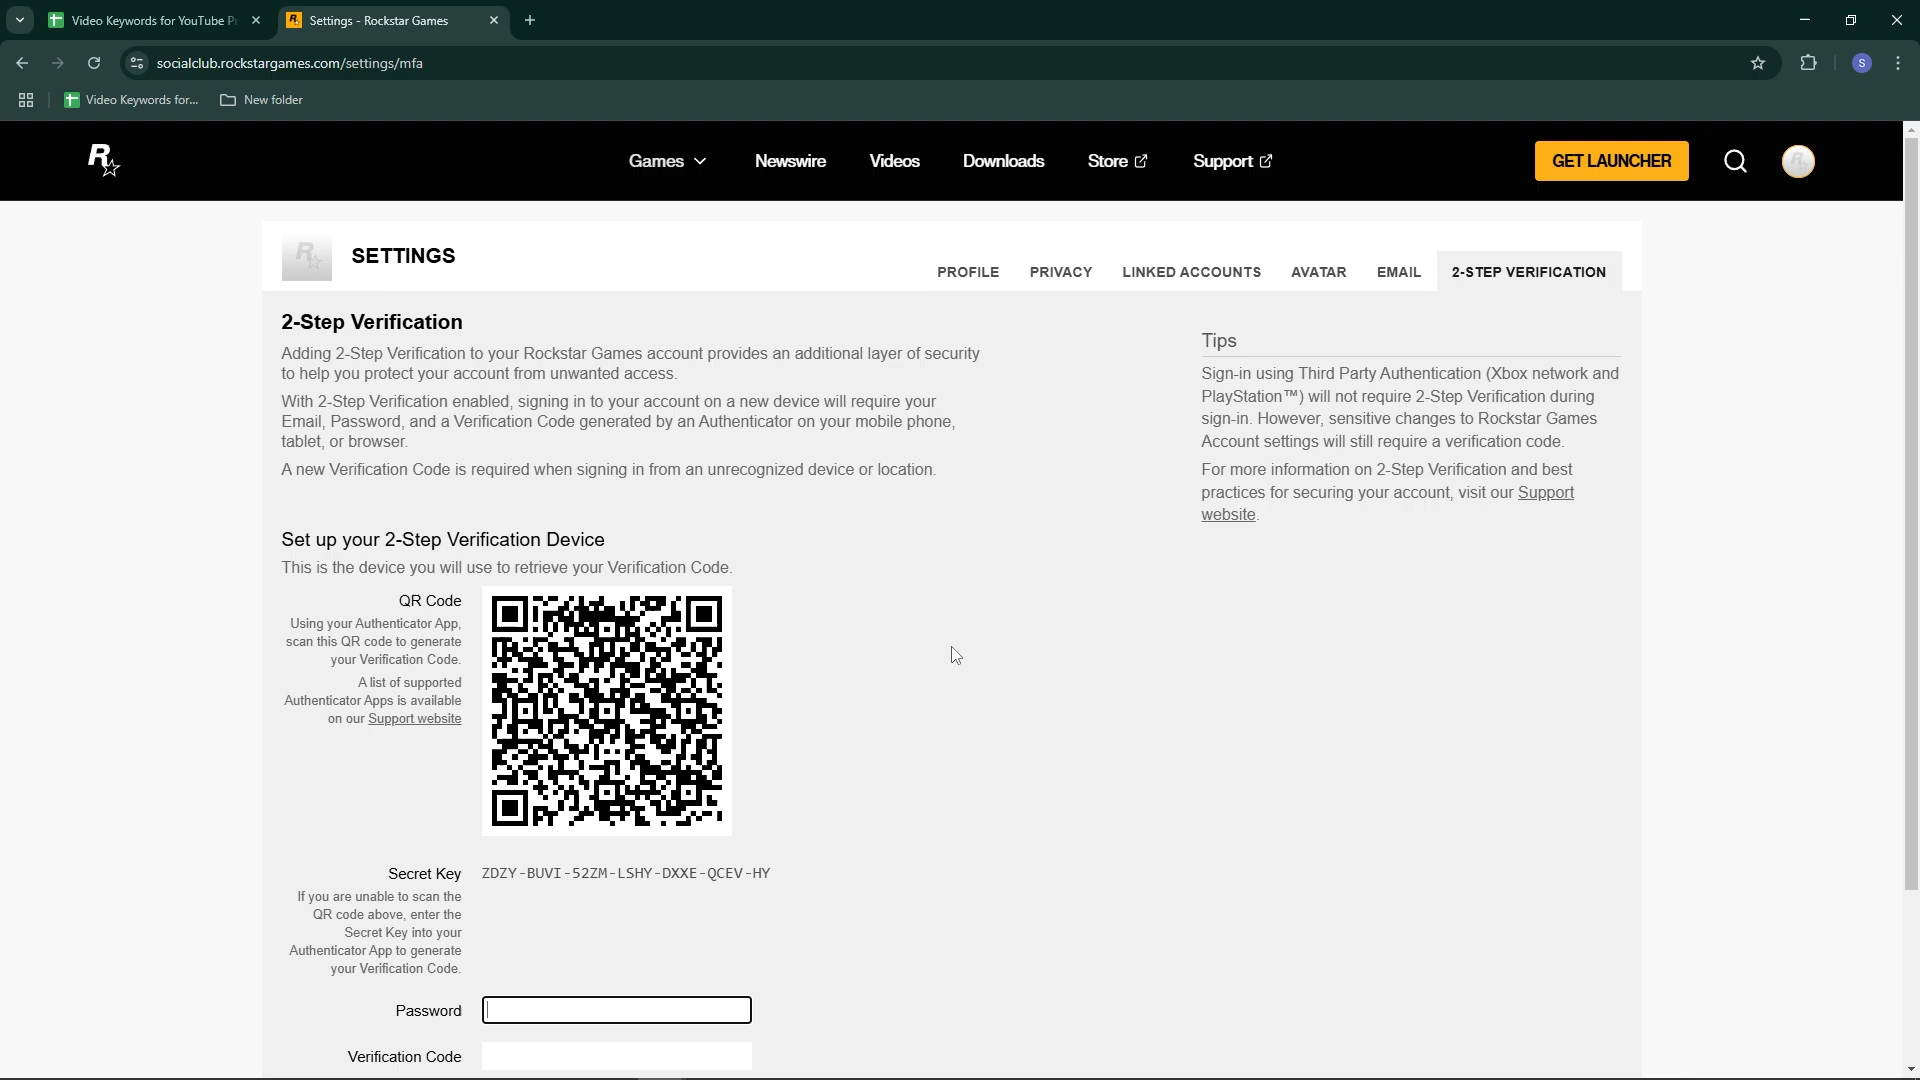 Video Keywords for YouTube P
Settings - Rockstar Games
socialclub.rockstargames.com/settings/mfa
S
Video Keywords for...
New folder
R
Games
Newswire
Videos
Downloads
Store
Support
GET LAUNCHER
SETTINGS
PROFILE
PRIVACY
LINKED ACCOUNTS
AVATAR
EMAIL
2-STEP VERIFICATION
2-Step Verification
Adding 2-Step Verification to your Rockstar Games account provides an additional layer of security
to help you protect your account from unwanted access.
With 2-Step Verification enabled, signing in to your account on a new device will require your
Email, Password, and a Verification Code generated by an Authenticator on your mobile phone,
tablet, or browser.
A new Verification Code is required when signing in from an unrecognized device or location.
Tips
Sign-in using Third Party Authentication (Xbox network and
PlayStation™) will not require 2-Step Verification during
sign-in. However, sensitive changes to Rockstar Games
Account settings will still require a verification code.
For more information on 2-Step Verification and best
practices for securing your account, visit our Support
website.
Set up your 2-Step Verification Device
This is the device you will use to retrieve your Verification Code.
QR Code
Using your Authenticator App,
scan this QR code to generate
your Verification Code.
A list of supported
Authenticator Apps is available
on our Support website
Secret Key
ZDZY-BUVI-52ZM-LSHY-DXXE-QCEV-HY
If you are unable to scan the
QR code above, enter the
Secret Key into your
Authenticator App to generate
your Verification Code.
Password
Verification Code